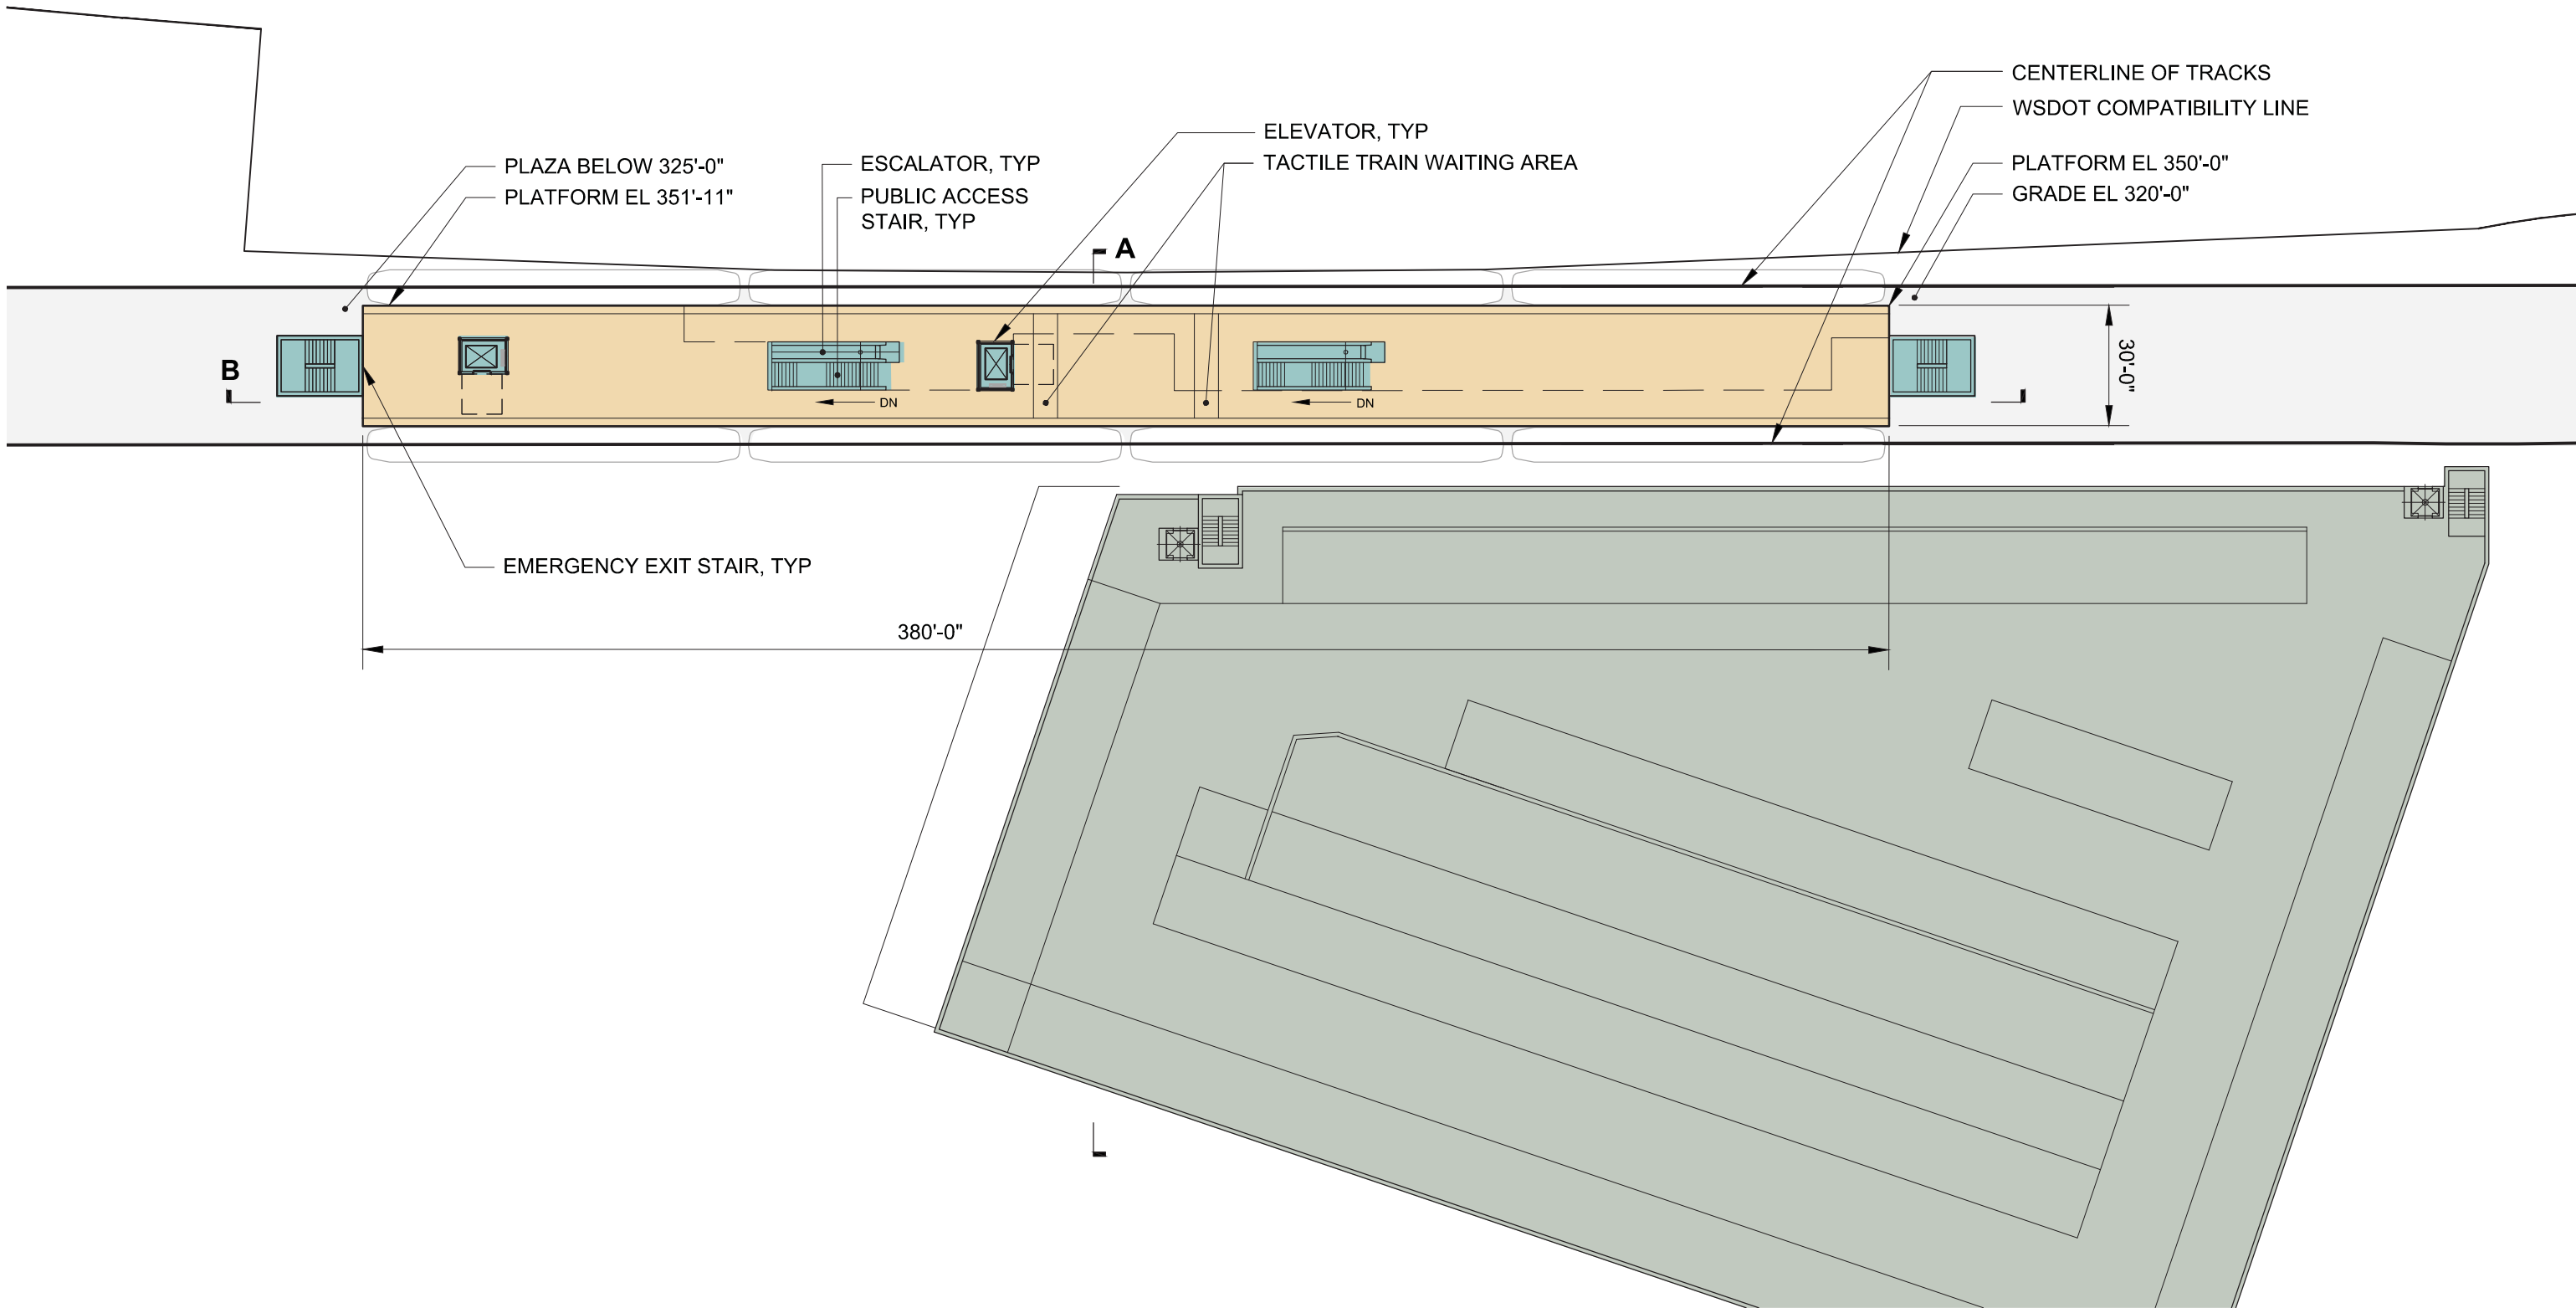 CENTERLINE OF TRACKS
WSDOT COMPATIBILITY LINE
ELEVATOR, TYP
TACTILE TRAIN WAITING AREA
PLAZA BELOW 325'-0"
PLATFORM EL 351'-11"
ESCALATOR, TYP
PUBLIC ACCESS
STAIR, TYP
PLATFORM EL 350'-0"
GRADE EL 320'-0"
A
B
DN
DN
30'-0"
EMERGENCY EXIT STAIR, TYP
380'-0"